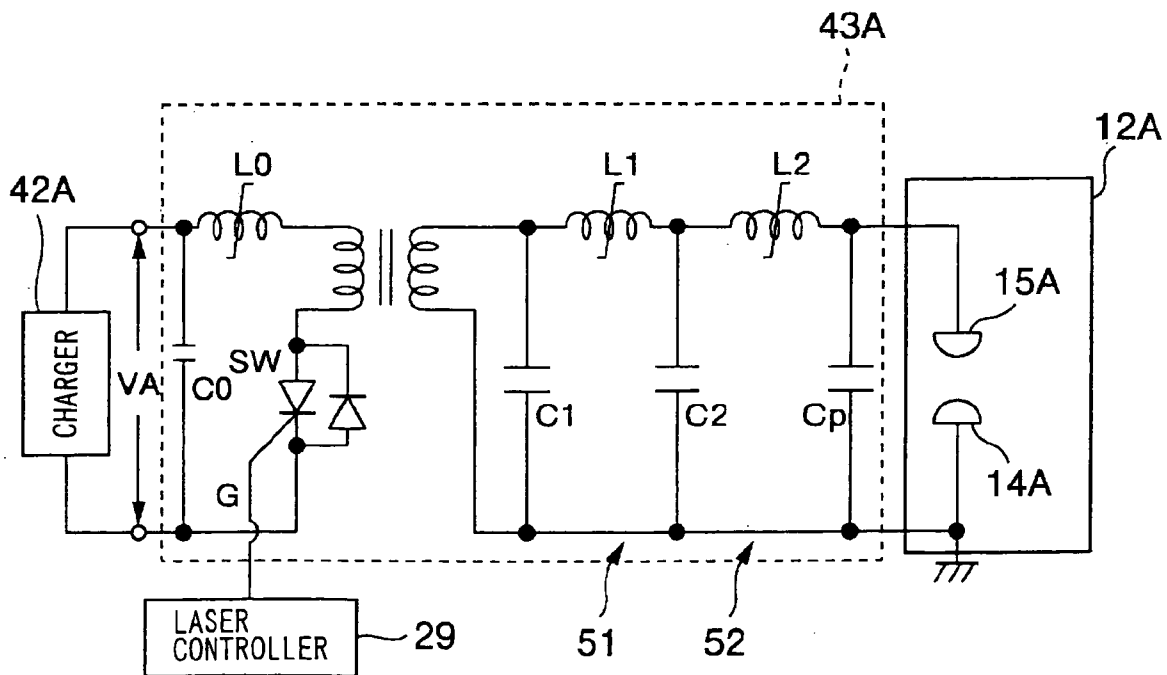 43A
12A
L0
L1
L2
42A
15A
CHARGER
VA
C0
SW
C1
C2
Cp
14A
G
LASER
CONTROLLER
29
51
52